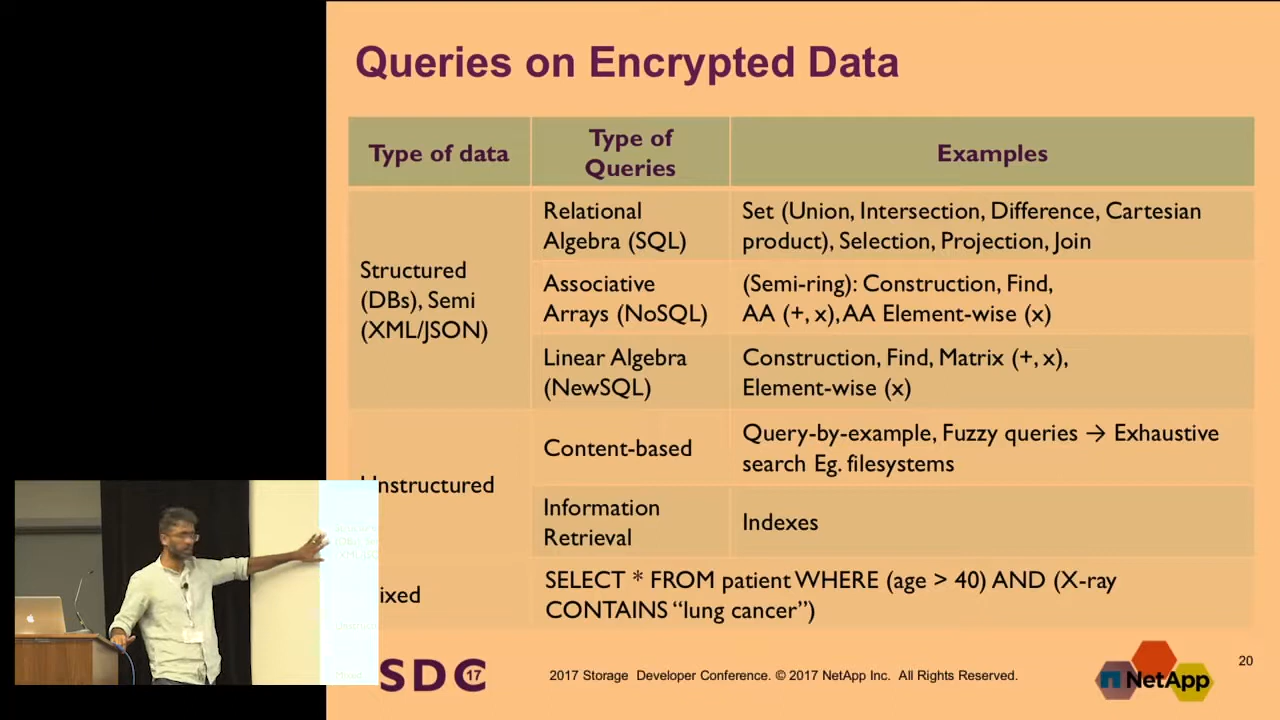 Queries on Encrypted Data
Type of data
Type of
Queries
Examples
Structured
(DBs), Semi
(XML/JSON)
Relational
Algebra (SQL)
Set (Union, Intersection, Difference, Cartesian
product), Selection, Projection, Join
Associative
Arrays (NoSQL)
(Semi-ring): Construction, Find,
AA (+, x), AA Element-wise (x)
Linear Algebra
(NewSQL)
Construction, Find, Matrix (+, x),
Element-wise (x)
Unstructured
Content-based
Query-by-example, Fuzzy queries → Exhaustive
search Eg. filesystems
Information
Retrieval
Indexes
Mixed
SELECT * FROM patient WHERE (age > 40) AND (X-ray
CONTAINS “lung cancer”)
SDC 17
2017 Storage Developer Conference. © 2017 NetApp Inc. All Rights Reserved.
n NetApp
20